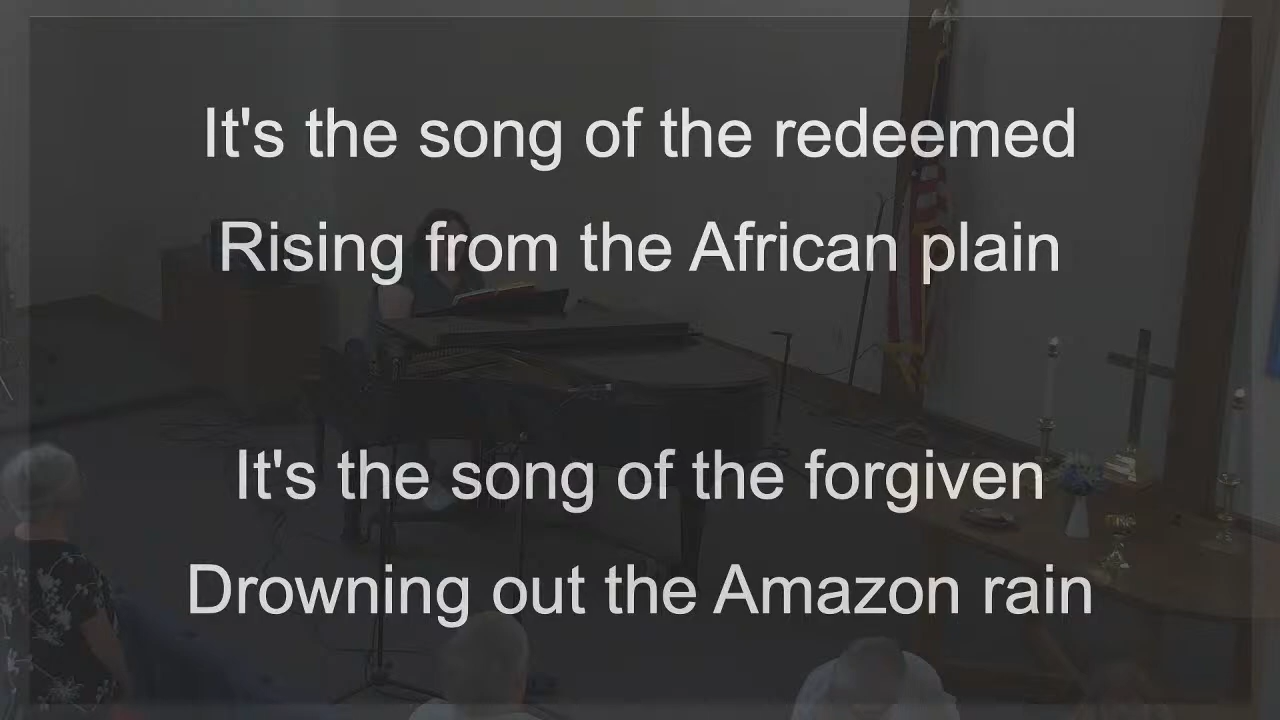 It's the song of the redeemed
Rising from the African plain
It's the song of the forgiven
Drowning out the Amazon rain